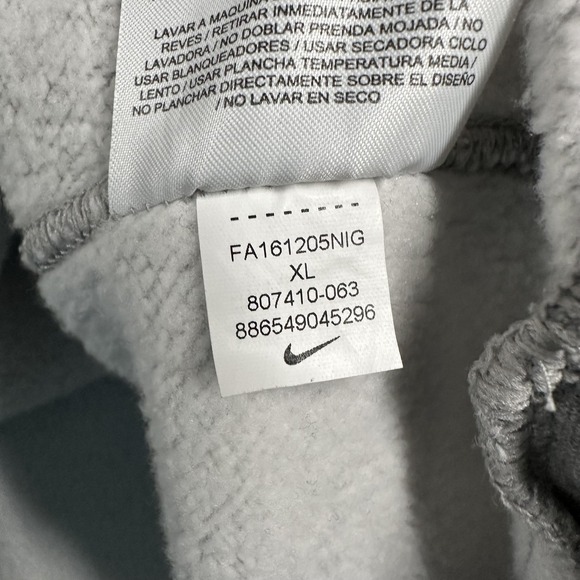 LAVAR A MAQUINA
REVES / RETIRAR INMEDIATAMENTE DE LA
LAVADORA / NO DOBLAR PRENDA MOJADA / NO
USAR BLANQUEADORES / USAR SECADORA CICLO
LENTO / USAR PLANCHA TEMPERATURA MEDIA /
NO PLANCHAR DIRECTAMENTE SOBRE EL DISEÑO
/ NO LAVAR EN SECO
FA161205NIG
XL
807410-063
886549045296